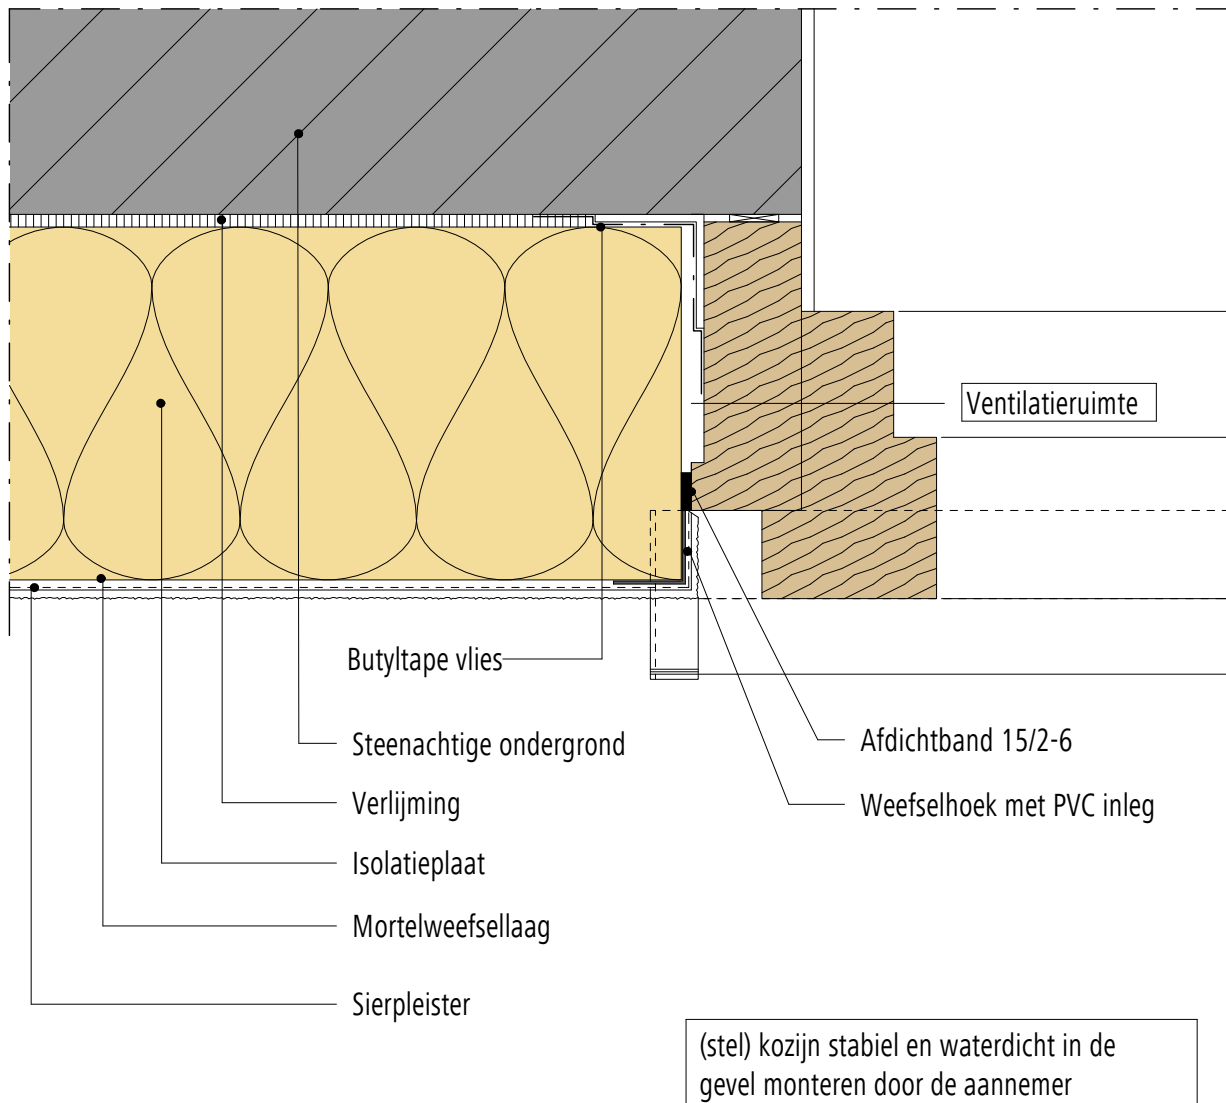 Ventilatieruimte
Butyltape vlies
Steenachtige ondergrond
Afdichtband 15/2-6
Verlijming
Weefselhoek met PVC inleg
Isolatieplaat
Mortelweefsellaag
Sierpleister
(stel) kozijn stabiel en waterdicht in de
gevel monteren door de aannemer